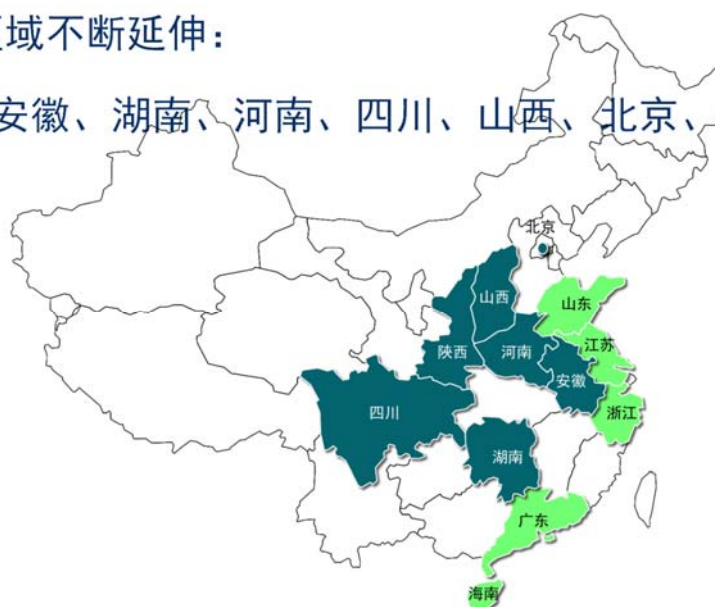 域不断延伸：
安徽、湖南、河南、四川、山西、北京、
北京
山西
山东
陕西
河南
江苏
安徽
四川
浙江
湖南
广东
海南